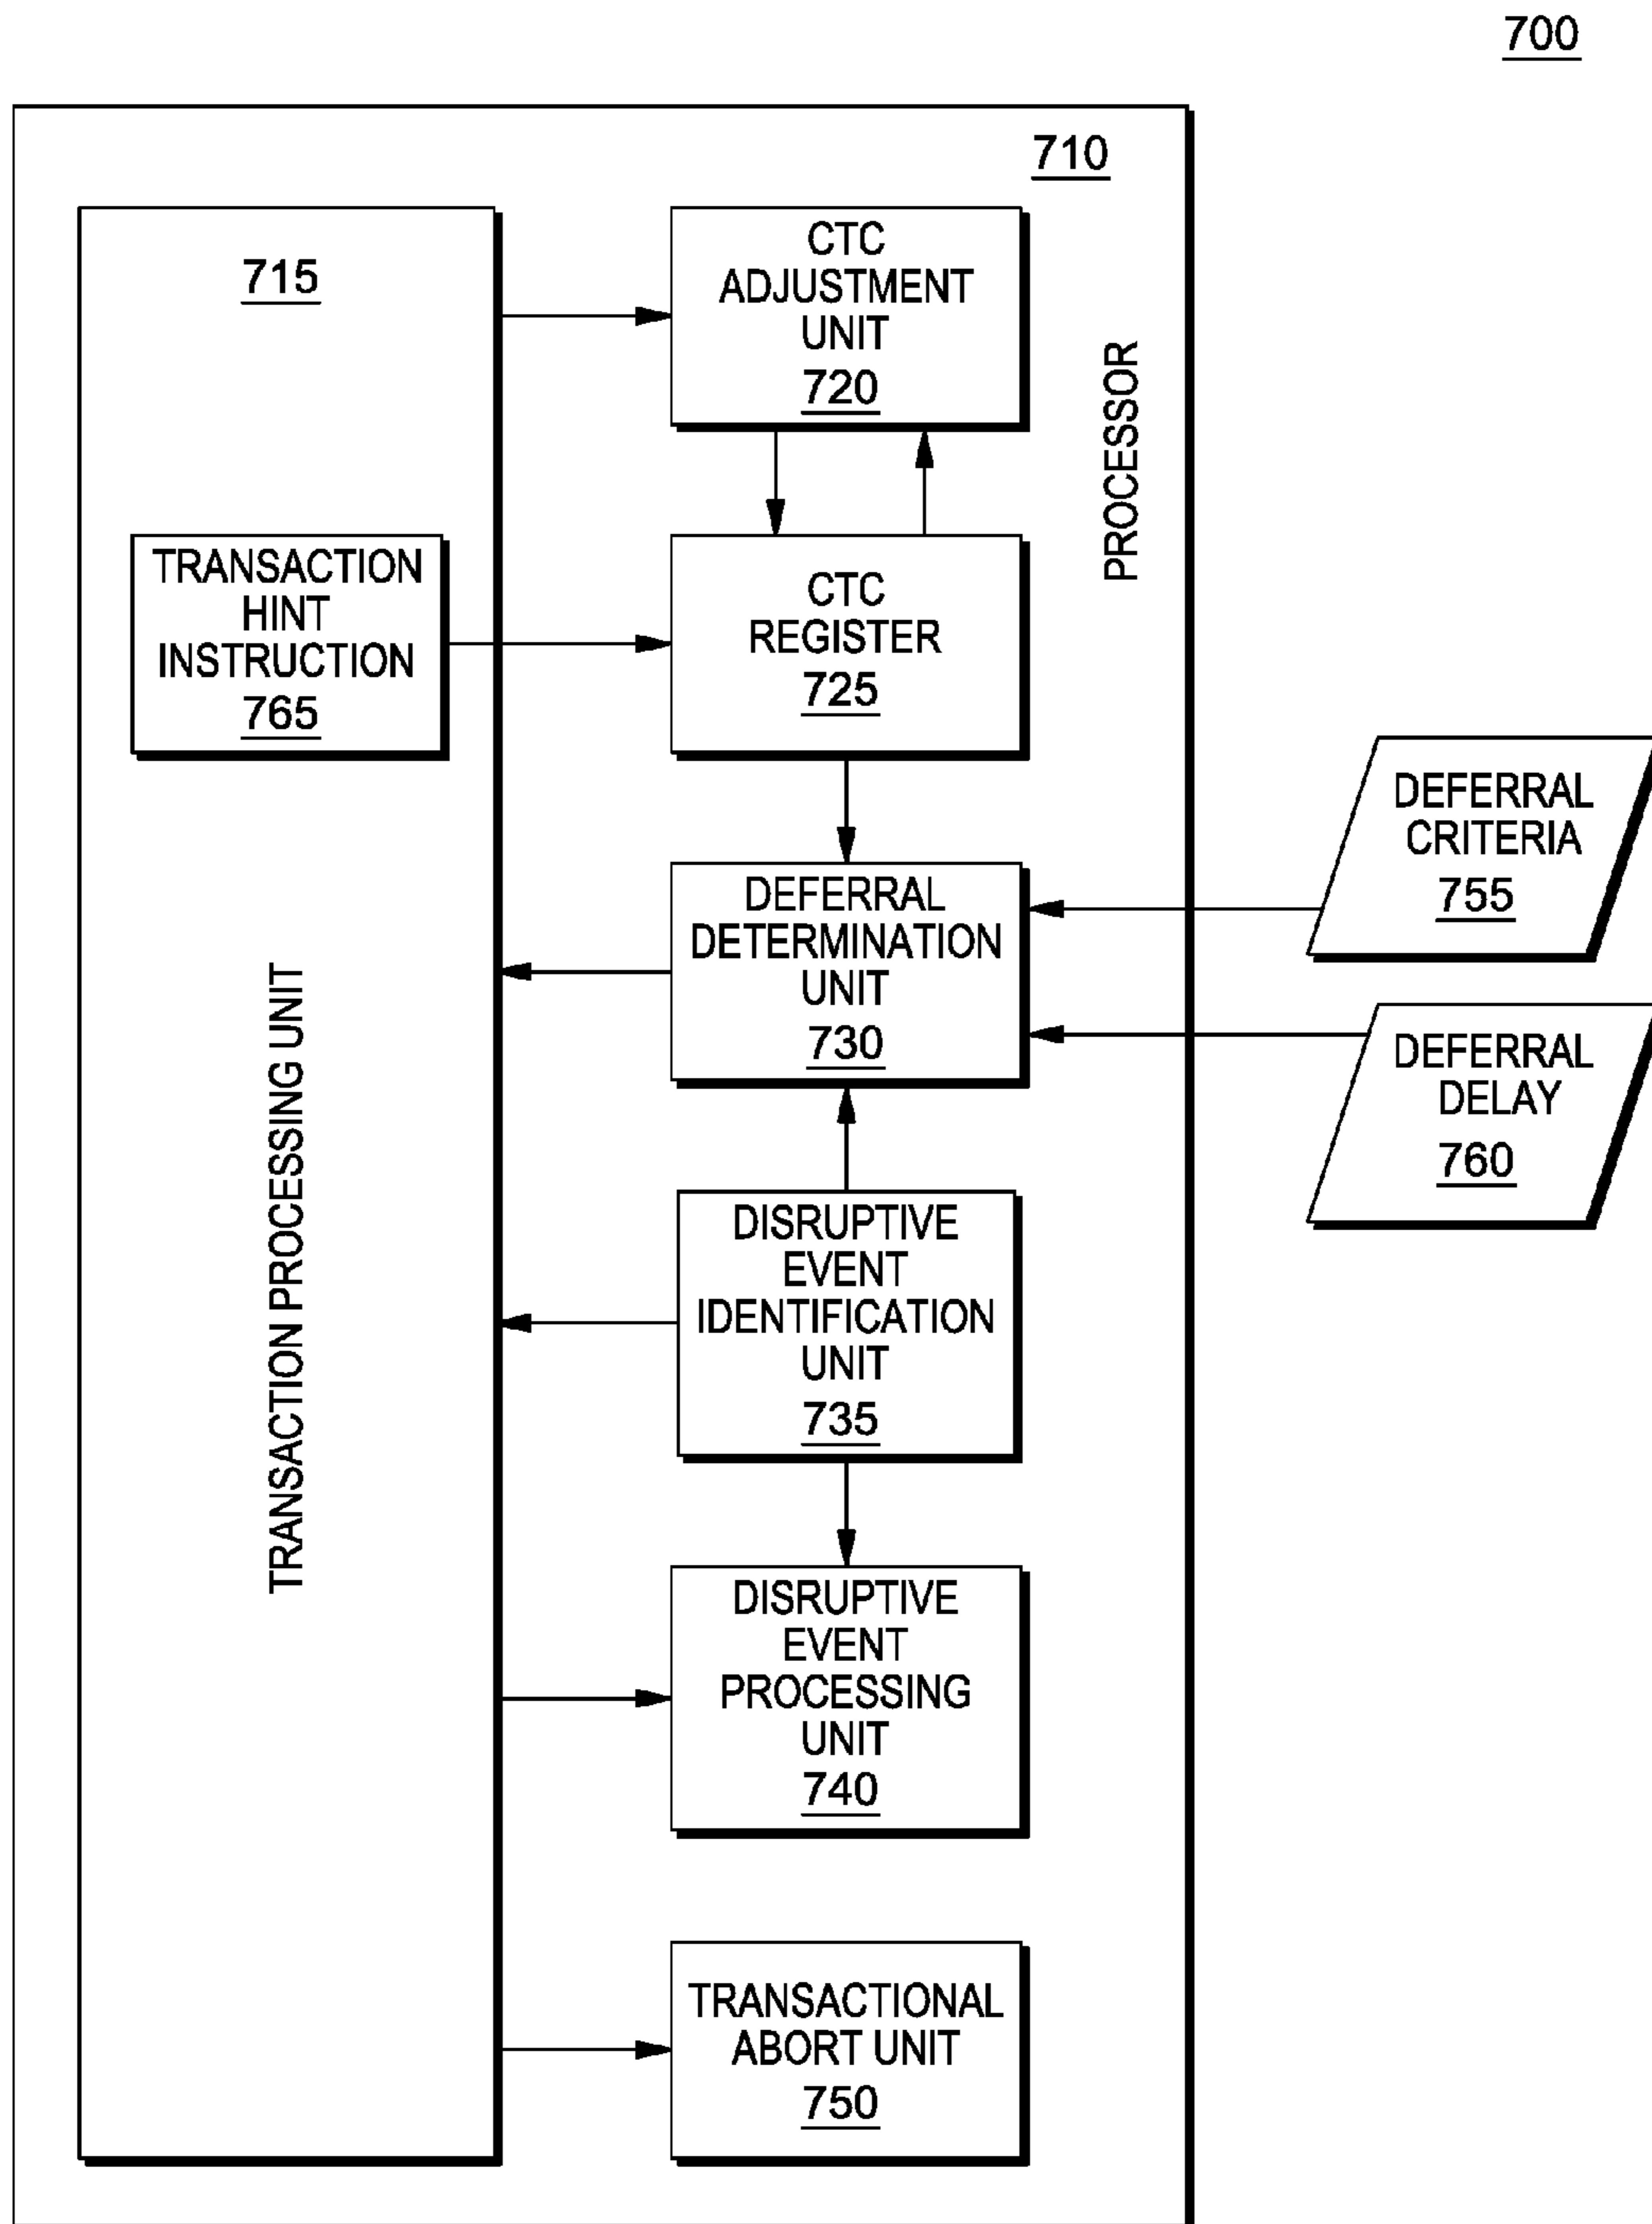 700
710
PROCESSOR
715
TRANSACTION PROCESSING UNIT
TRANSACTION
HINT
INSTRUCTION
765
CTC
ADJUSTMENT
UNIT
720
CTC
REGISTER
725
DEFERRAL
DETERMINATION
UNIT
730
DISRUPTIVE
EVENT
IDENTIFICATION
UNIT
735
DISRUPTIVE
EVENT
PROCESSING
UNIT
740
TRANSACTIONAL
ABORT UNIT
750
DEFERRAL
CRITERIA
755
DEFERRAL
DELAY
760